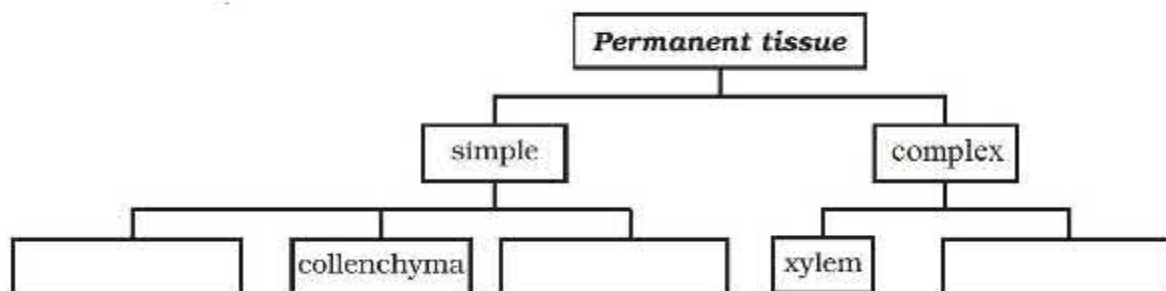 Permanent tissue
simple
complex
collenchyma
xylem